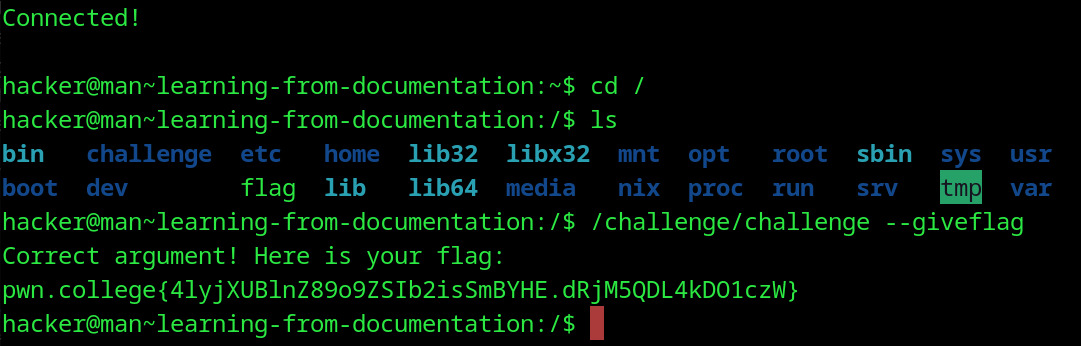 Connected!
hacker@man~learning-from-documentation:~$ cd /
hacker@man~learning-from-documentation:/$ ls
bin challenge etc home lib32 libx32 mnt opt root sbin sys usr
boot dev flag lib lib64 media nix proc run srv tmp var
hacker@man~learning-from-documentation:/$ /challenge/challenge --giveflag
Correct argument! Here is your flag:
pwn.college{4lyjXUBlnZ89o9ZSIb2isSmBYHE.dRjM5QDL4kDO1czW}
hacker@man~learning-from-documentation:/$